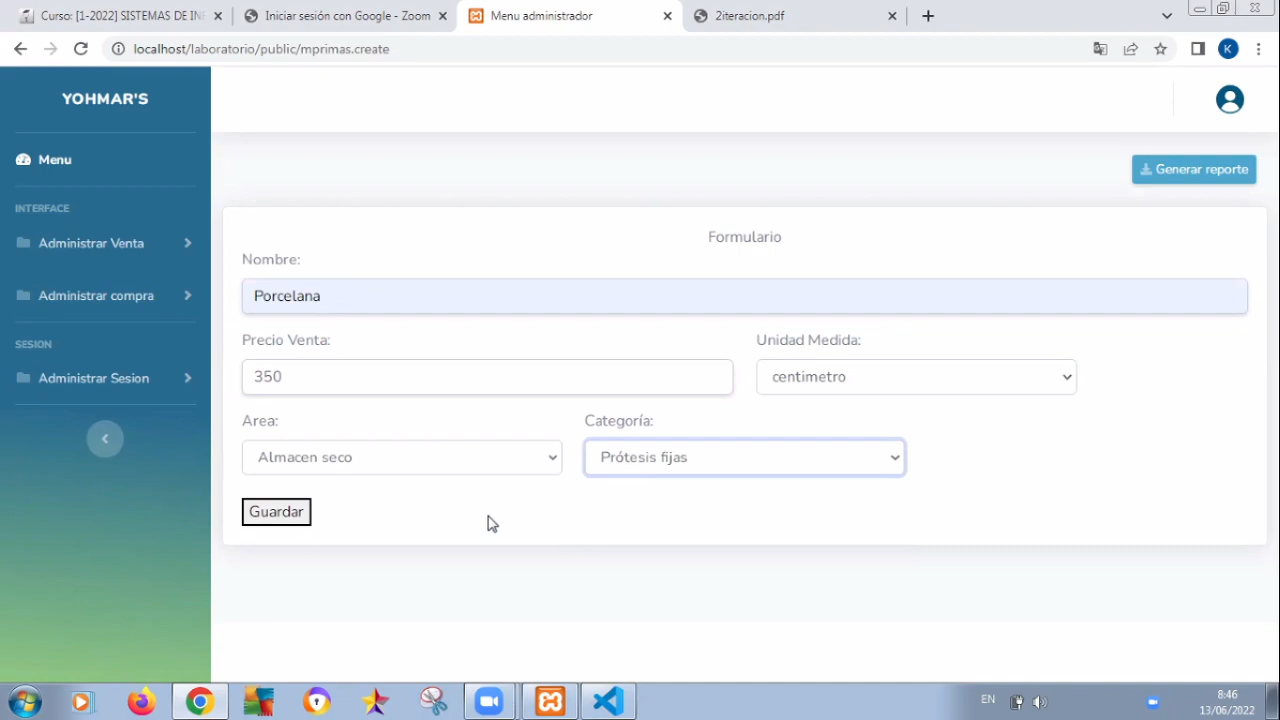 Curso: [1-2022] SISTEMAS DE INF
Iniciar sesión con Google - Zoom
Menu administrador
2iteracion.pdf
localhost/laboratorio/public/mprimas.create
K
YOHMAR'S
Menu
INTERFACE
Administrar Venta
Administrar compra
SESION
Administrar Sesion
Generar reporte
Formulario
Nombre:
Porcelana
Precio Venta:
Unidad Medida:
350
centimetro
Area:
Categoría:
Almacen seco
Prótesis fijas
Guardar
EN
8:46
13/06/2022